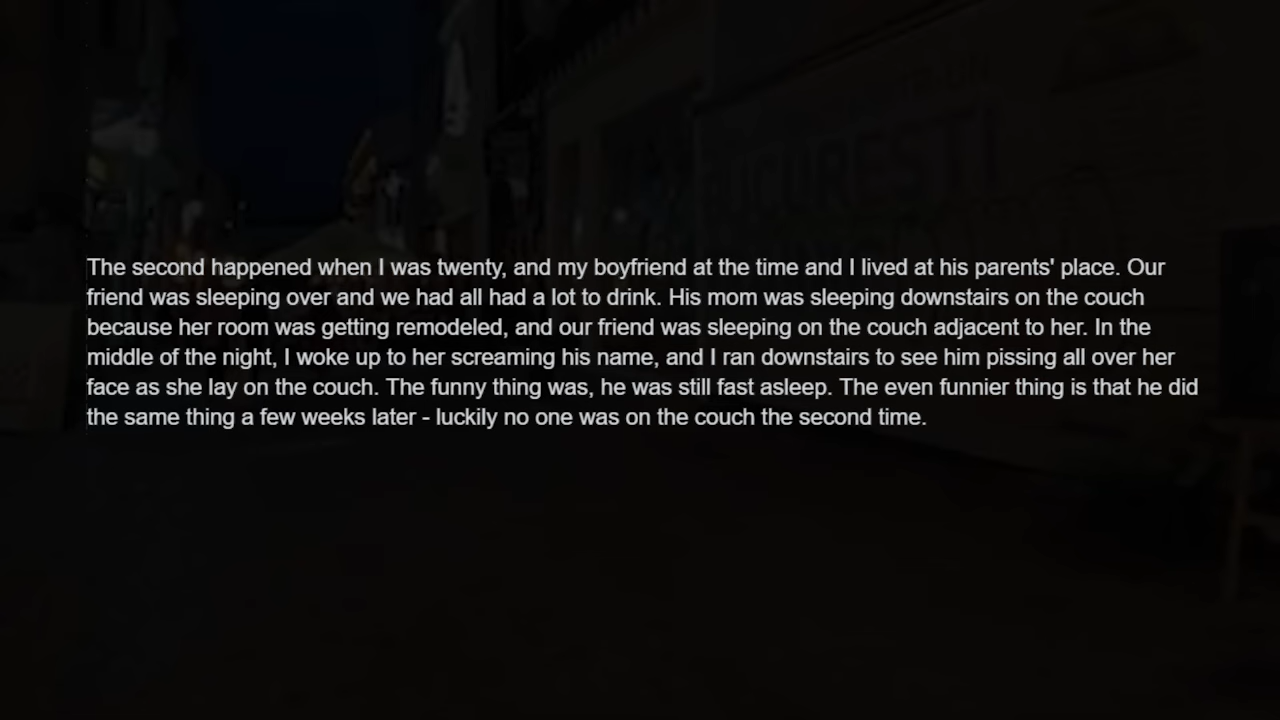 BUCURESTI
The second happened when I was twenty, and my boyfriend at the time and I lived at his parents' place. Our
friend was sleeping over and we had all had a lot to drink. His mom was sleeping downstairs on the couch
because her room was getting remodeled, and our friend was sleeping on the couch adjacent to her. In the
middle of the night, I woke up to her screaming his name, and I ran downstairs to see him pissing all over her
face as she lay on the couch. The funny thing was, he was still fast asleep. The even funnier thing is that he did
the same thing a few weeks later - luckily no one was on the couch the second time.